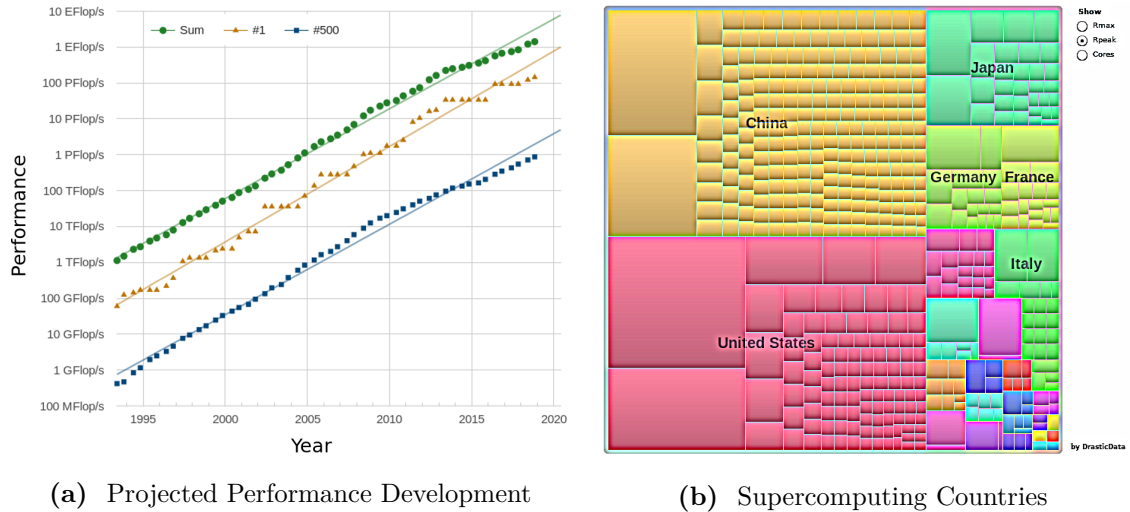 10 EFlop/s
1 EFlop/s
100 PFlop/s
10 PFlop/s
1 PFlop/s
100 TFlop/s
10 TFlop/s
1 TFlop/s
100 GFlop/s
10 GFlop/s
1 GFlop/s
100 MFlop/s
Performance
Sum #1 #500
1995 2000 2005 2010 2015 2020
Year
(a) Projected Performance Development
China
United States
Japan
Germany France
Italy
Show
Rmax
Rpeak
Cores
by DrasticData
(b) Supercomputing Countries